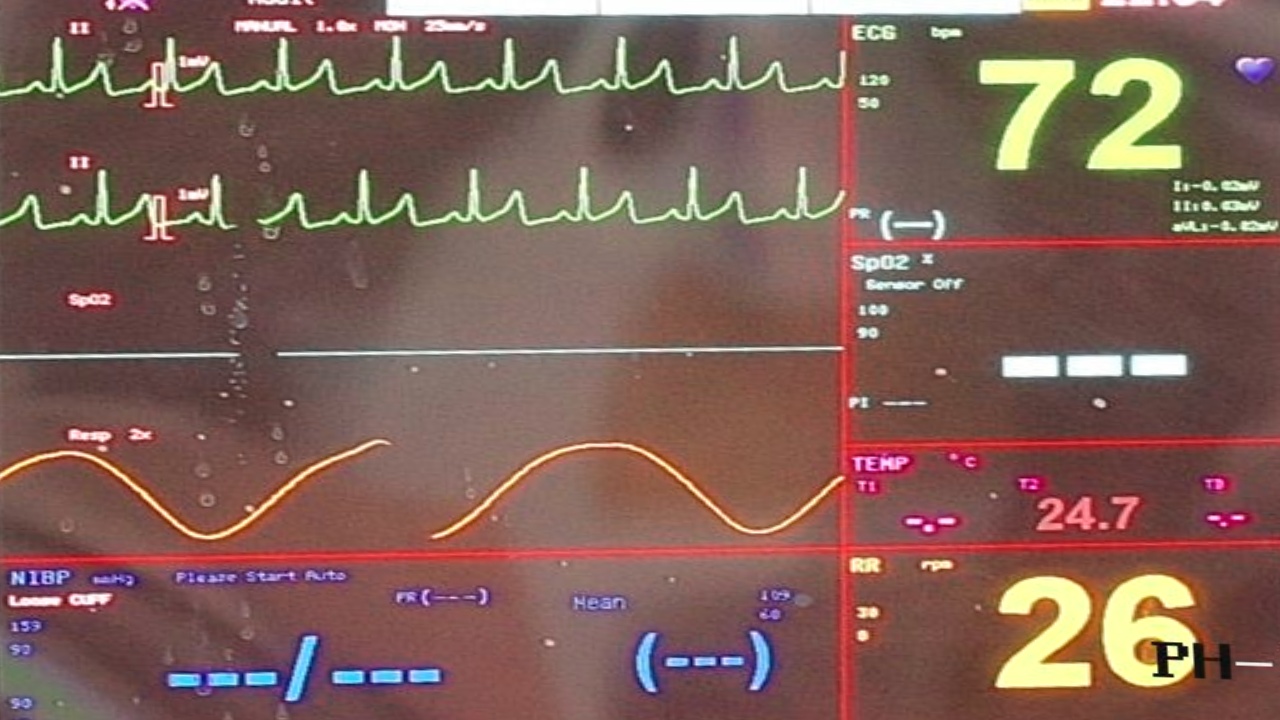 II MANUAL 1.0x MON 25mm/s
1mV
II
1mV
SpO2
Resp 2x
ECG bpm
120
50
72
I:-0.02mV
II:0.03mV
aVL:-0.02mV
PR (---)
SpO2 %
Sensor Off
100
90
--- 
PI ---
TEMP °C
T1 T2 TD
-.- 24.7 -.-
RR rpm
30
8
26
PH—
NIBP mmHg Please Start Auto
Loose CUFF
PR(---) Mean
159
90
109
60
---/--- (---)
90